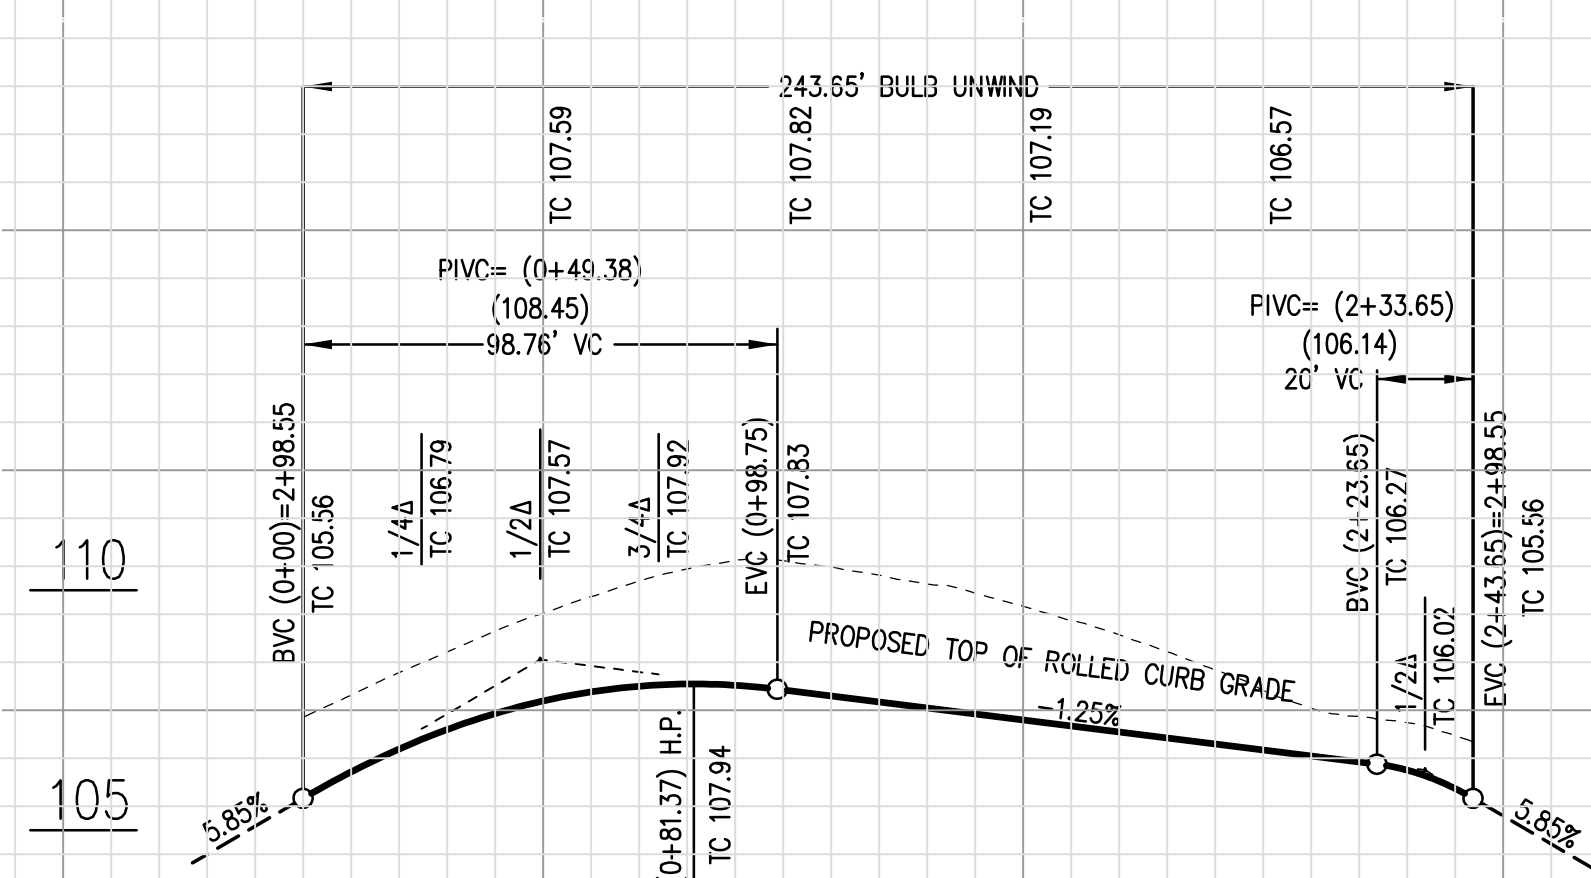 243.65' BULB UNWIND
TC 107.59
TC 107.82
TC 107.19
TC 106.57
PIVC= (0+49.38)
(108.45)
98.76' VC
PIVC= (2+33.65)
(106.14)
20' VC
BVC (0+00)=2+98.55
TC 105.56
1/4Δ
TC 106.79
1/2Δ
TC 107.57
3/4Δ
TC 107.92
EVC (0+98.75)
TC 107.83
BVC (2+23.65)
TC 106.27
1/2Δ
TC 106.02
EVC (2+43.65)=2+98.55
TC 105.56
110
PROPOSED TOP OF ROLLED CURB GRADE
-1.25%
105
5.85%
0+81.37) H.P.
TC 107.94
5.85%